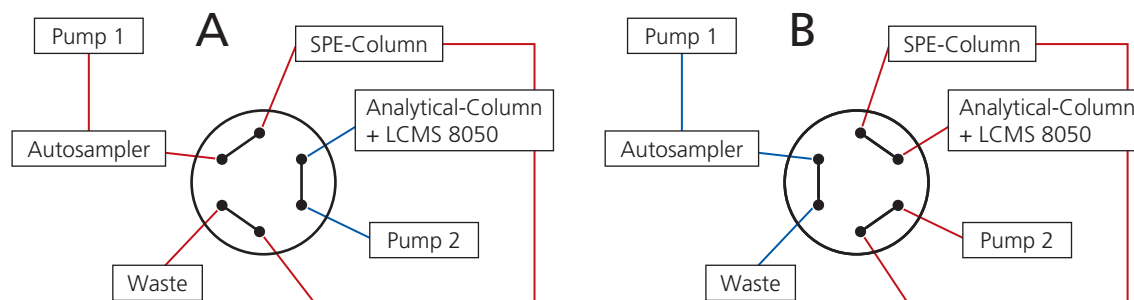 Pump 1
A
SPE-Column
Analytical-Column
+ LCMS 8050
Autosampler
Pump 2
Waste
Pump 1
B
SPE-Column
Analytical-Column
+ LCMS 8050
Autosampler
Pump 2
Waste